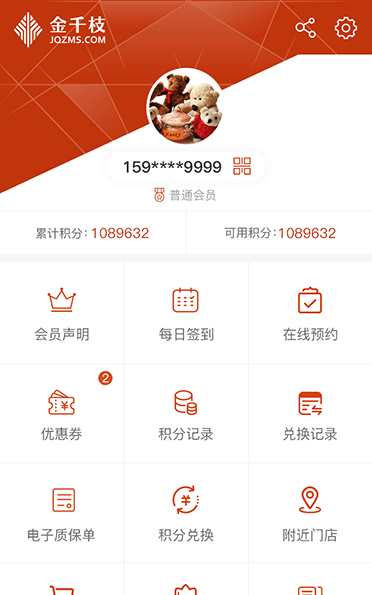 金千枝
JQZMS.COM
159****9999
普通会员
累计积分：1089632 可用积分：1089632
会员声明 每日签到 在线预约
2
优惠券 积分记录 兑换记录
电子质保单 积分兑换 附近门店